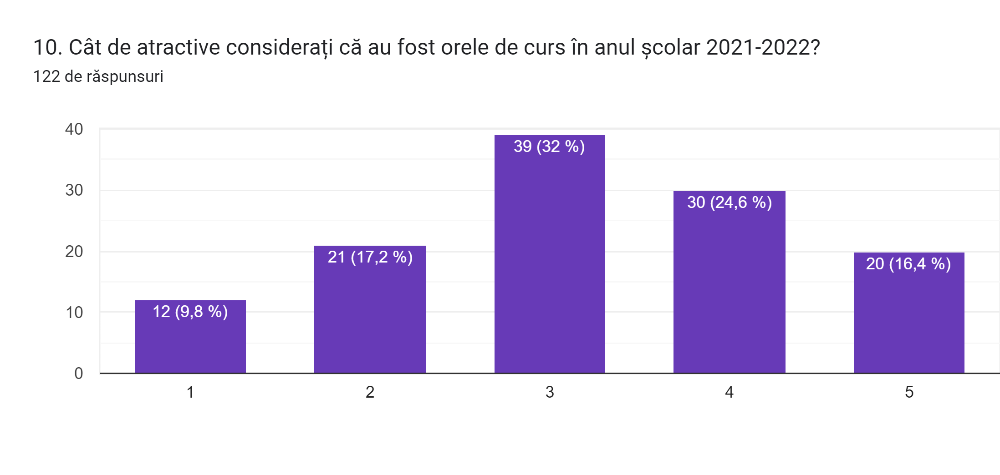 10. Cât de atractive considerați că au fost orele de curs în anul școlar 2021-2022?
122 de răspunsuri
40
30
20
10
0
12 (9,8 %)
21 (17,2 %)
39 (32 %)
30 (24,6 %)
20 (16,4 %)
1
2
3
4
5